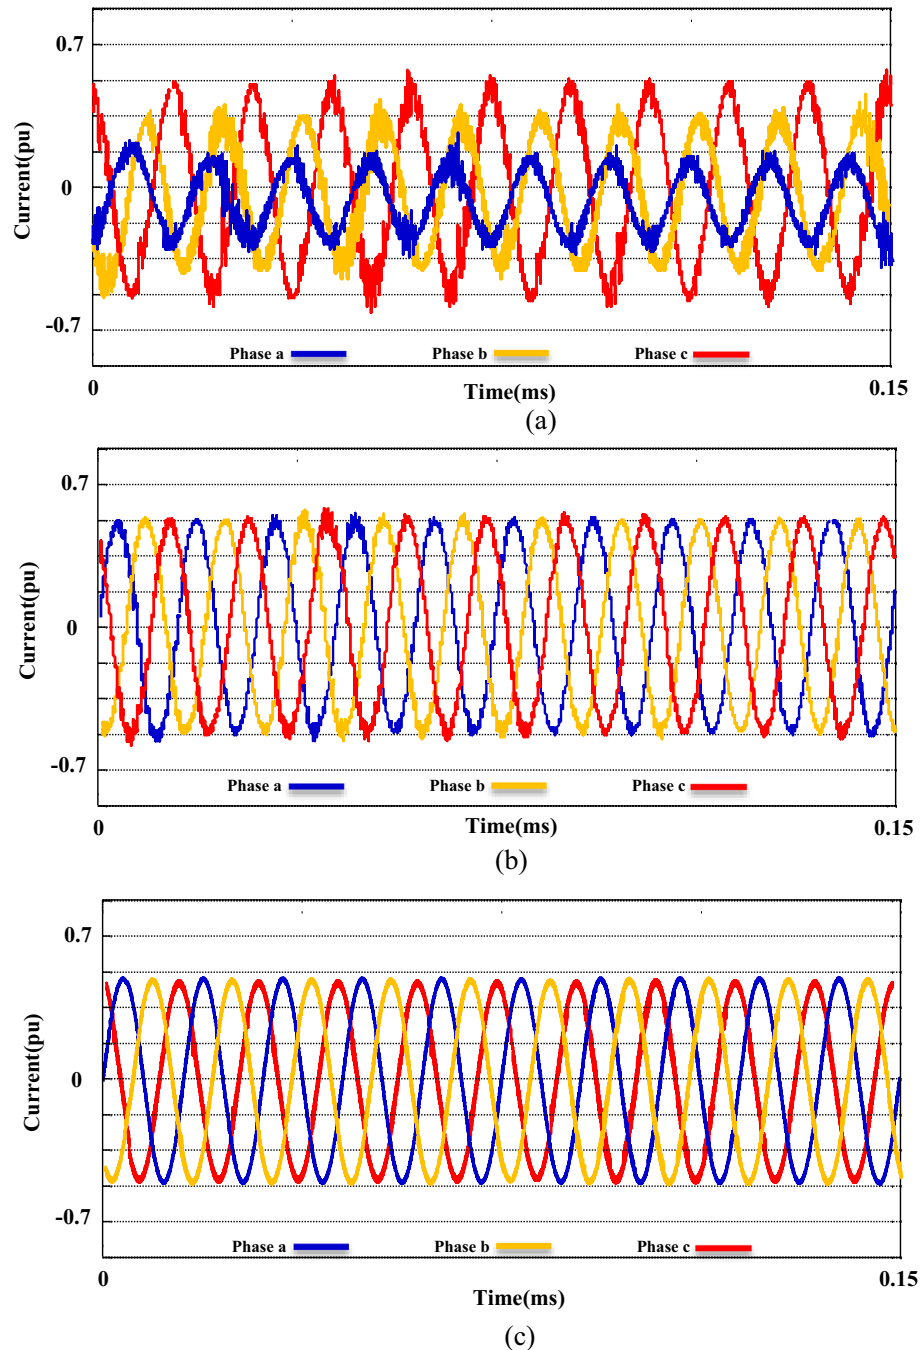 0.7
Current(pu)
0
-0.7
Phase a Phase b Phase c
0 Time(ms) 0.15
(a)
0.7
Current(pu)
0
-0.7
Phase a Phase b Phase c
0 Time(ms) 0.15
(b)
0.7
Current(pu)
0
-0.7
Phase a Phase b Phase c
0 Time(ms) 0.15
(c)